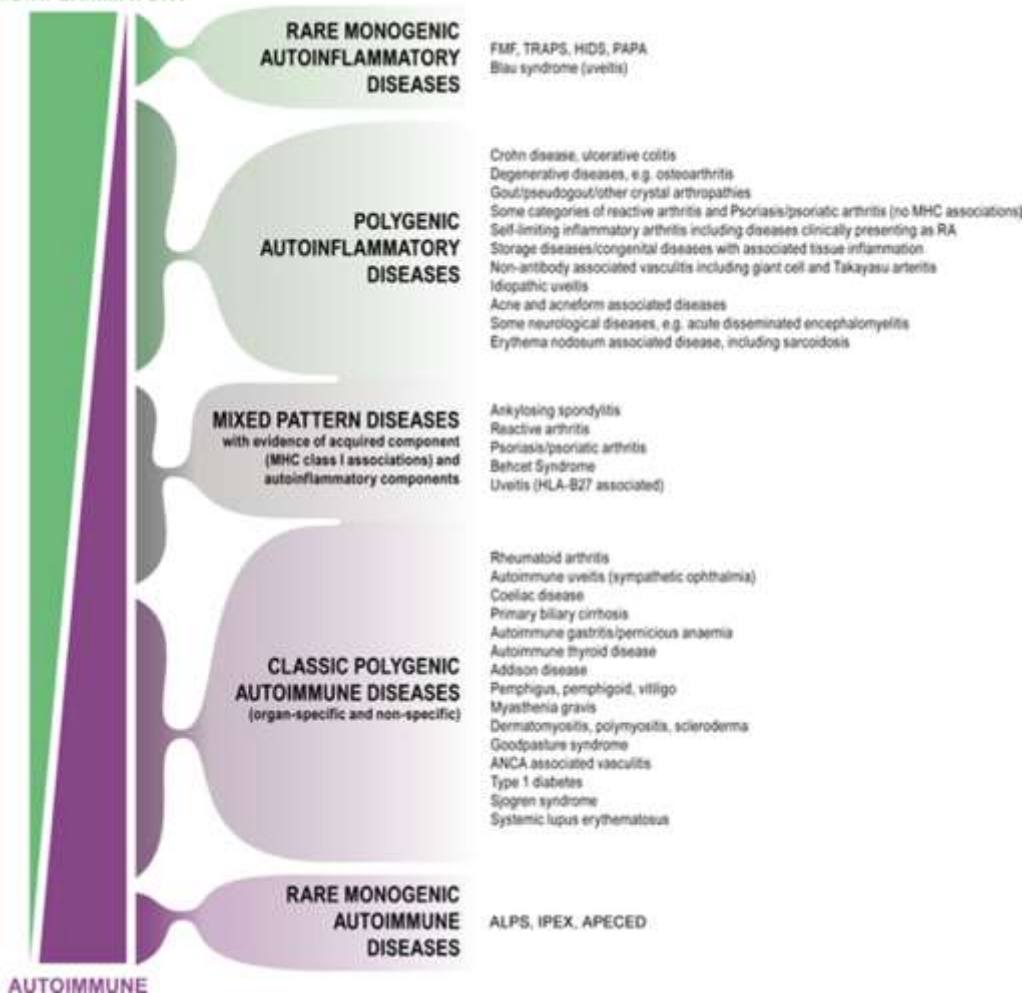 RARE MONOGENIC
AUTOINFLAMMATORY
DISEASES
FMF, TRAPS, HIDS, PAPA
Blau syndrome (uveitis)
POLYGENIC
AUTOINFLAMMATORY
DISEASES
Crohn disease, ulcerative colitis
Degenerative diseases, e.g. osteoarthritis
Gout/pseudogout/other crystal arthropathies
Some categories of reactive arthritis and Psoriasis/psoriatic arthritis (no MHC associations)
Self-limiting inflammatory arthritis including diseases clinically presenting as RA
Storage diseases/congenital diseases with associated tissue inflammation
Non-antibody associated vasculitis including giant cell and Takayasu arteritis
Idiopathic uveitis
Acne and acneform associated diseases
Some neurological diseases, e.g. acute disseminated encephalomyelitis
Erythema nodosum associated disease, including sarcoidosis
MIXED PATTERN DISEASES
with evidence of acquired component
(MHC class I associations) and
autoinflammatory components
Ankylosing spondylitis
Reactive arthritis
Psoriasis/psoriatic arthritis
Behcet Syndrome
Uveitis (HLA-B27 associated)
CLASSIC POLYGENIC
AUTOIMMUNE DISEASES
(organ-specific and non-specific)
Rheumatoid arthritis
Autoimmune uveitis (sympathetic ophthalmia)
Coeliac disease
Primary biliary cirrhosis
Autoimmune gastritis/pernicious anaemia
Autoimmune thyroid disease
Addison disease
Pemphigus, pemphigoid, vitiligo
Myasthenia gravis
Dermatomyositis, polymyositis, scleroderma
Goodpasture syndrome
ANCA associated vasculitis
Type 1 diabetes
Sjogren syndrome
Systemic lupus erythematosus
RARE MONOGENIC
AUTOIMMUNE
DISEASES
ALPS, IPEX, APECED
AUTOIMMUNE